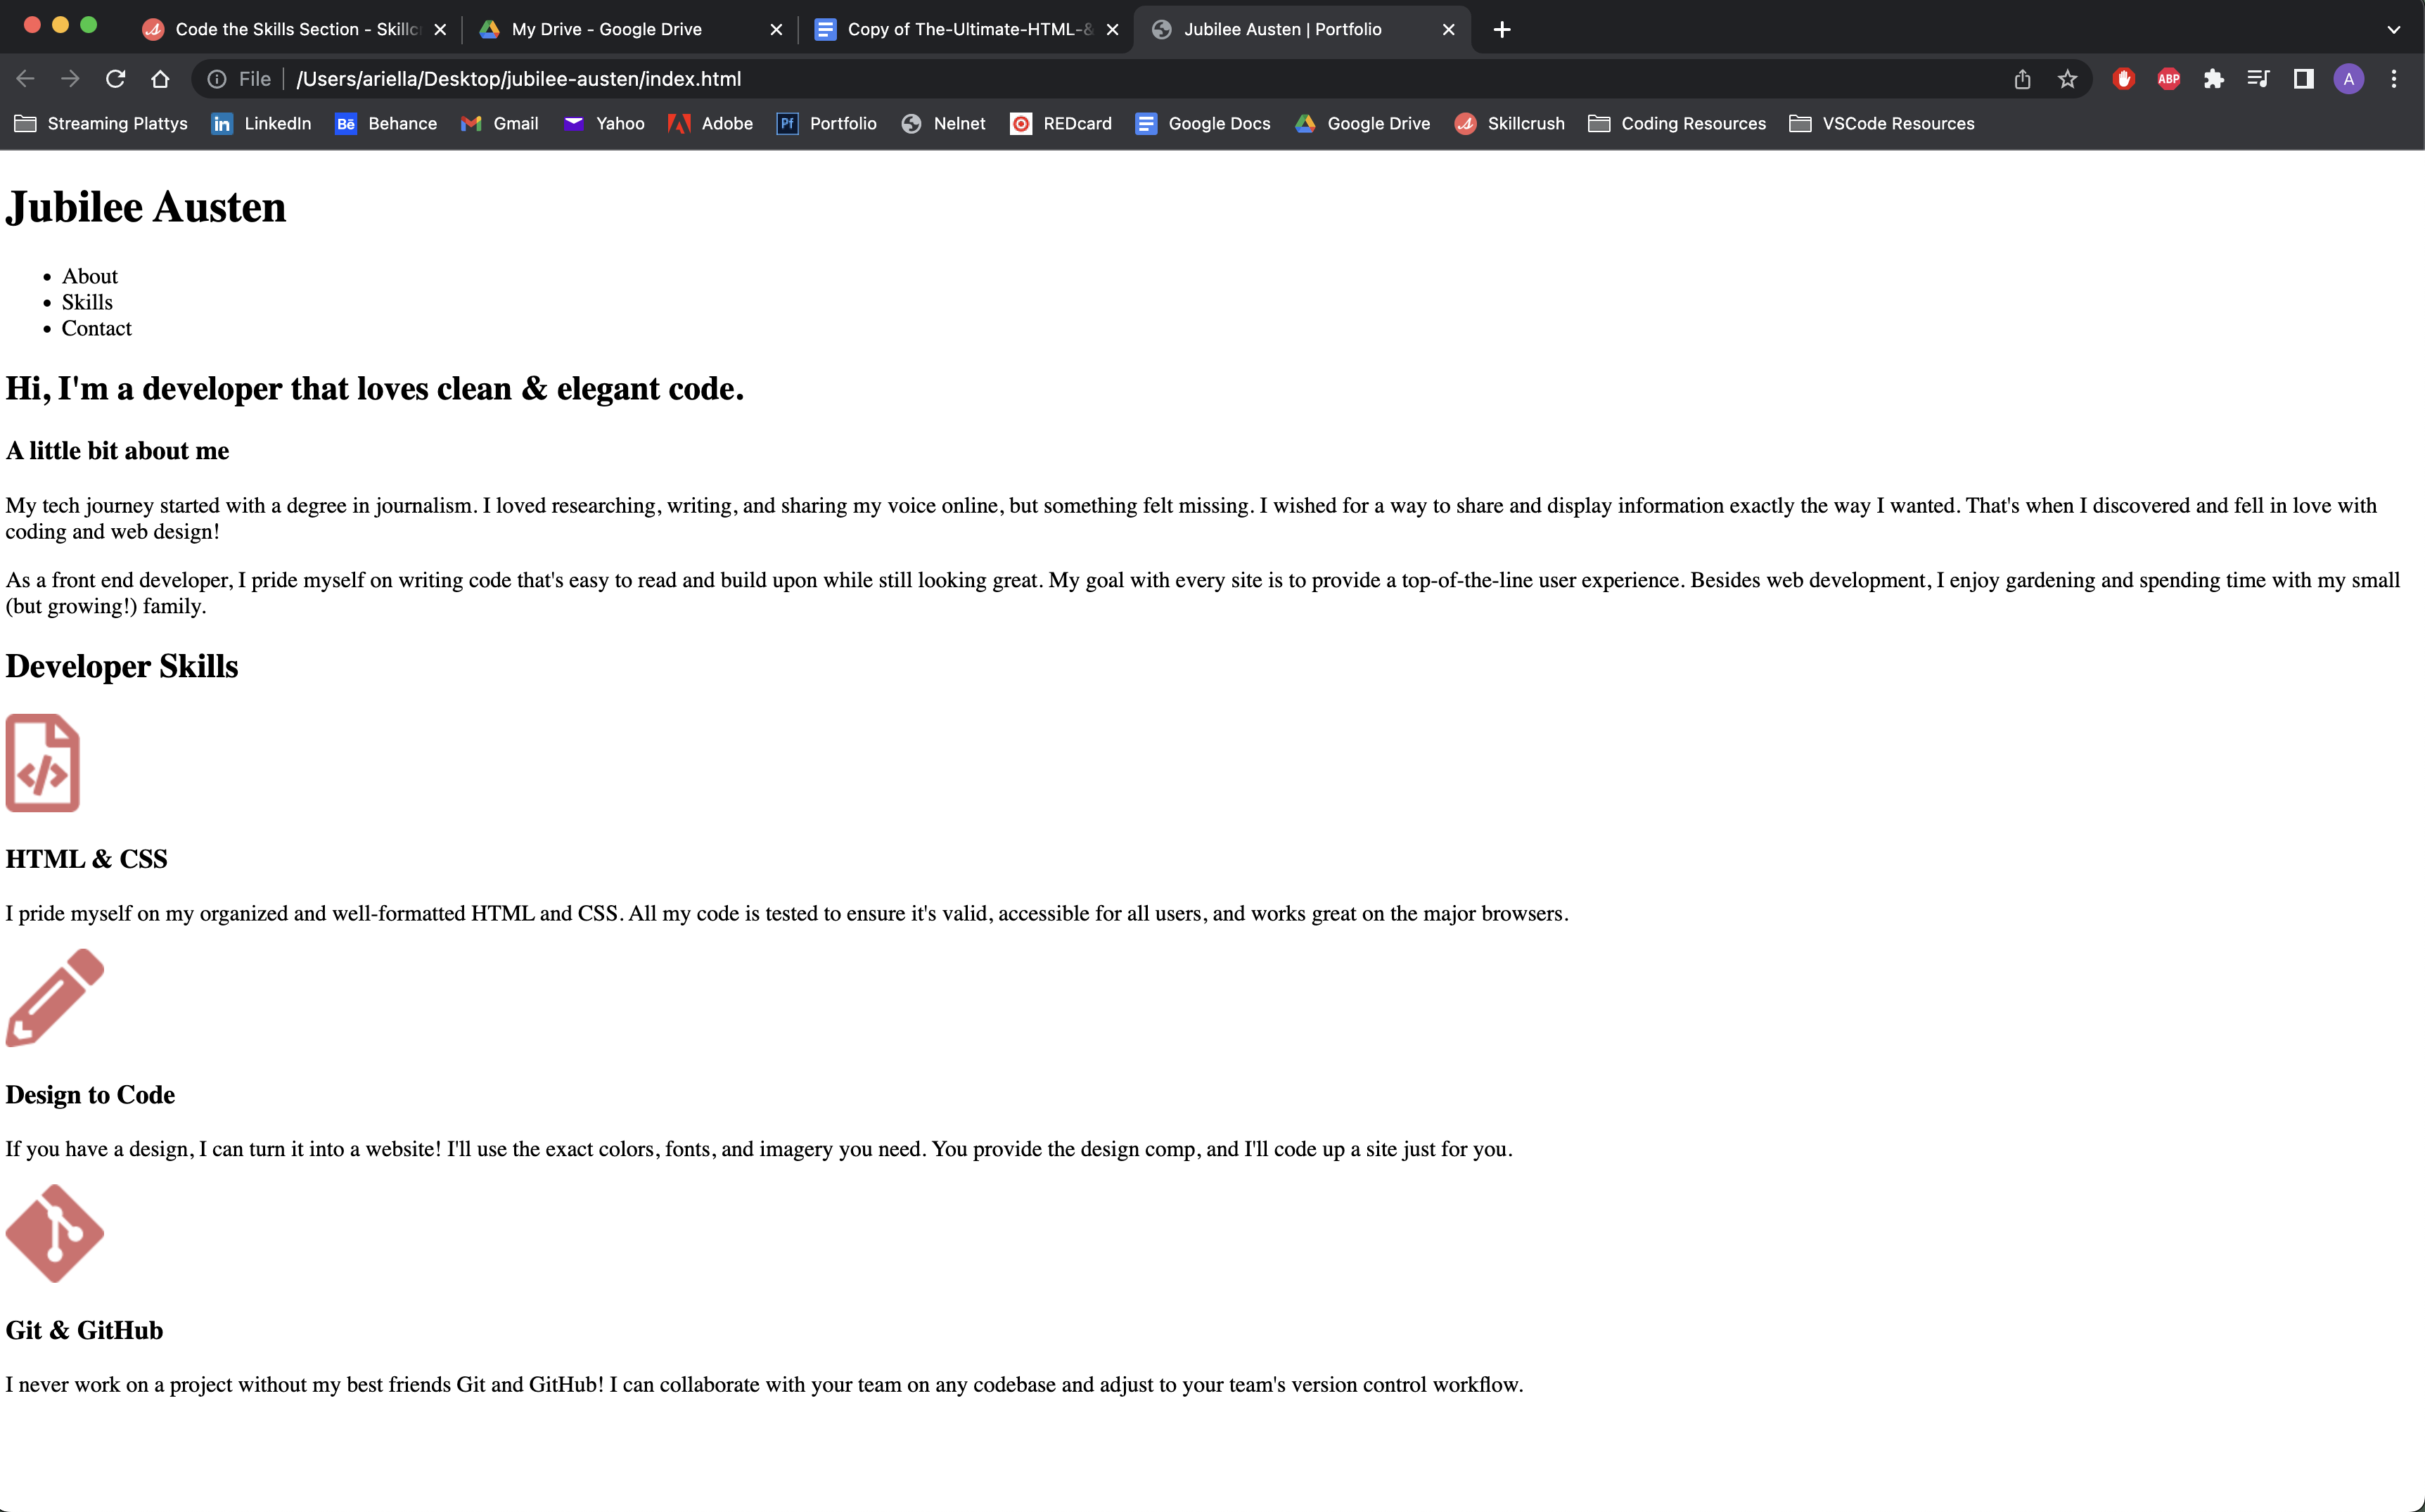 Code the Skills Section - Skillc
My Drive - Google Drive
Copy of The-Ultimate-HTML-&
Jubilee Austen | Portfolio
File
/Users/ariella/Desktop/jubilee-austen/index.html
ABP
A
Streaming Plattys
in LinkedIn
Bē Behance
Gmail
Yahoo
Adobe
Pf Portfolio
Nelnet
REDcard
Google Docs
Google Drive
Skillcrush
Coding Resources
VSCode Resources
Jubilee Austen
• About
• Skills
• Contact
Hi, I'm a developer that loves clean & elegant code.
A little bit about me
My tech journey started with a degree in journalism. I loved researching, writing, and sharing my voice online, but something felt missing. I wished for a way to share and display information exactly the way I wanted. That's when I discovered and fell in love with
coding and web design!
As a front end developer, I pride myself on writing code that's easy to read and build upon while still looking great. My goal with every site is to provide a top-of-the-line user experience. Besides web development, I enjoy gardening and spending time with my small
(but growing!) family.
Developer Skills
</>
HTML & CSS
I pride myself on my organized and well-formatted HTML and CSS. All my code is tested to ensure it's valid, accessible for all users, and works great on the major browsers.
Design to Code
If you have a design, I can turn it into a website! I'll use the exact colors, fonts, and imagery you need. You provide the design comp, and I'll code up a site just for you.
Git & GitHub
I never work on a project without my best friends Git and GitHub! I can collaborate with your team on any codebase and adjust to your team's version control workflow.